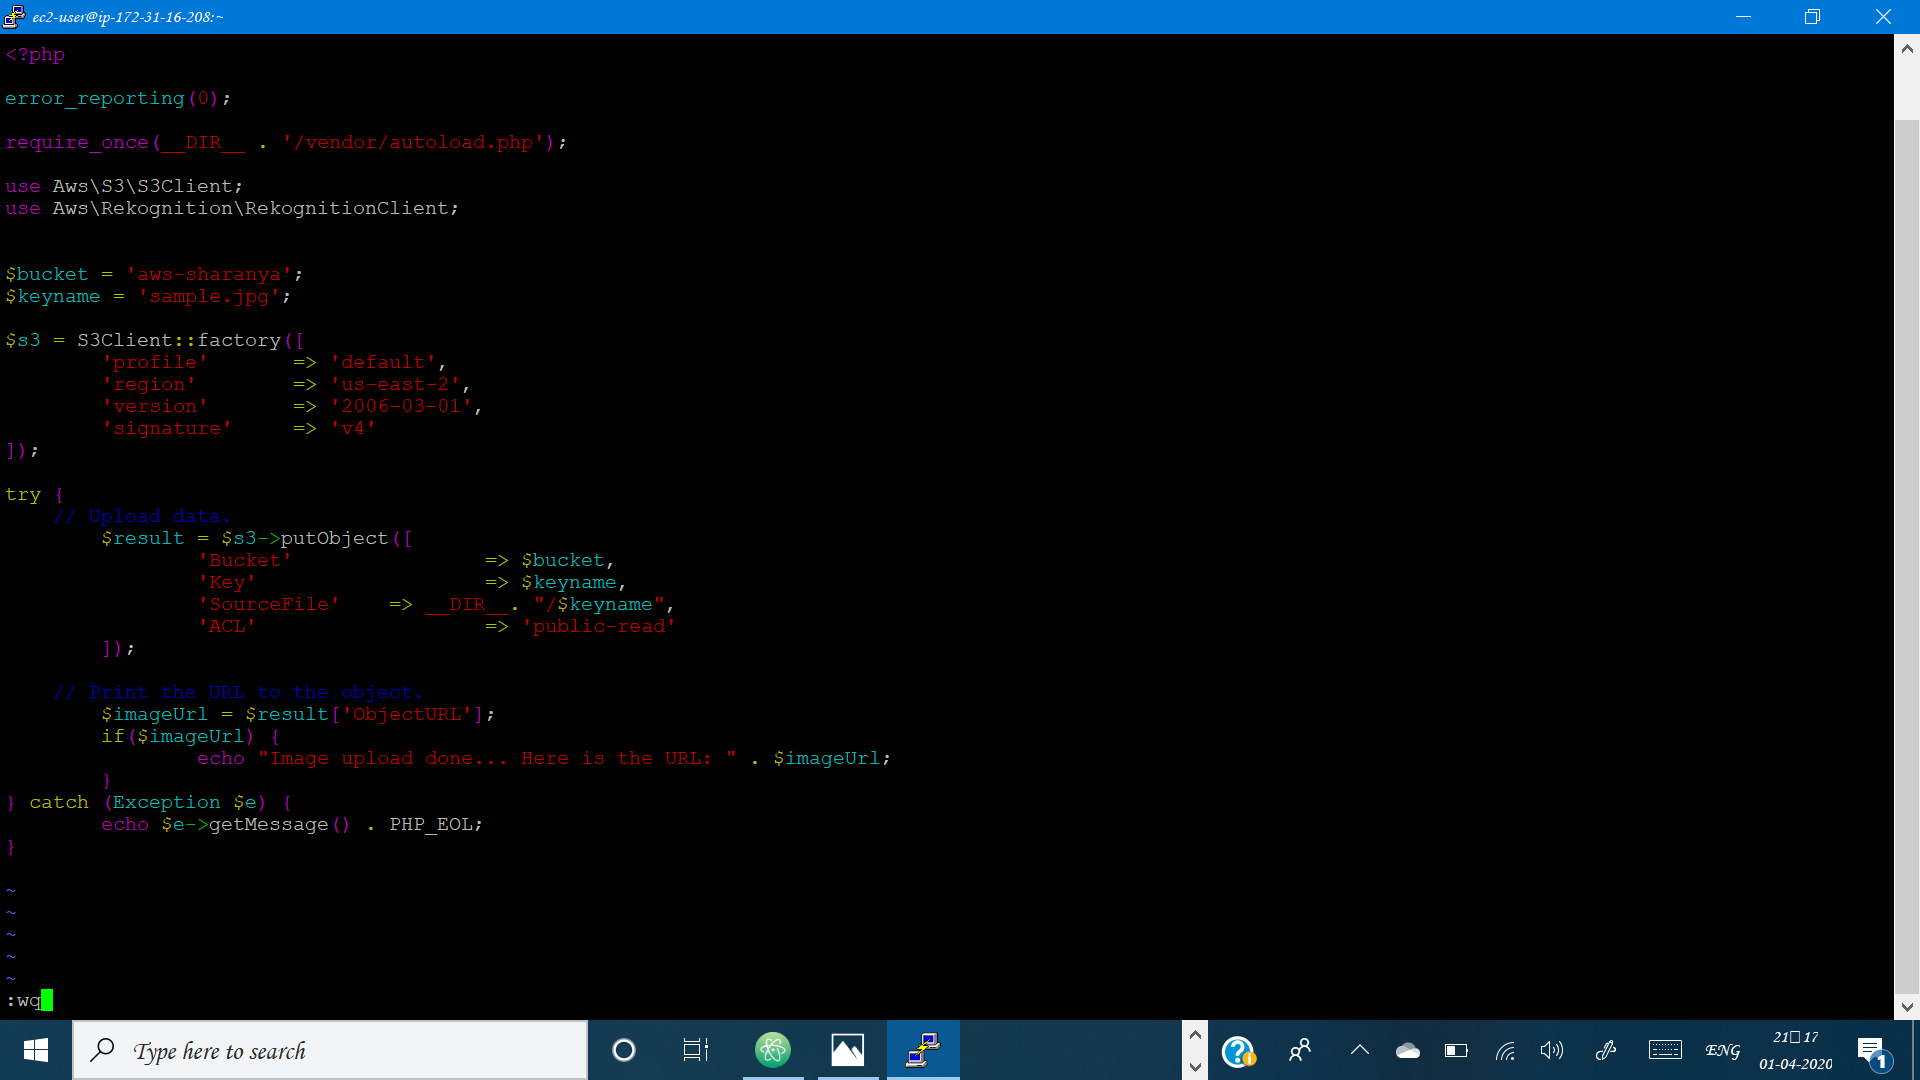 ec2-user@ip-172-31-16-208:~
<?php
error_reporting(0);
require_once(__DIR__ . '/vendor/autoload.php');
use Aws\S3\S3Client;
use Aws\Rekognition\RekognitionClient;
$bucket = 'aws-sharanya';
$keyname = 'sample.jpg';
$s3 = S3Client::factory([
        'profile'       => 'default',
        'region'        => 'us-east-2',
        'version'       => '2006-03-01',
        'signature'     => 'v4'
]);
try {
    // Upload data.
        $result = $s3->putObject([
                'Bucket'                => $bucket,
                'Key'                   => $keyname,
                'SourceFile'    => __DIR__. "/$keyname",
                'ACL'                   => 'public-read'
        ]);
    // Print the URL to the object.
        $imageUrl = $result['ObjectURL'];
        if($imageUrl) {
                echo "Image upload done... Here is the URL: " . $imageUrl;
        }
} catch (Exception $e) {
        echo $e->getMessage() . PHP_EOL;
}
~
~
~
~
~
:wq
Type here to search
ENG
21 17
01-04-2020
1